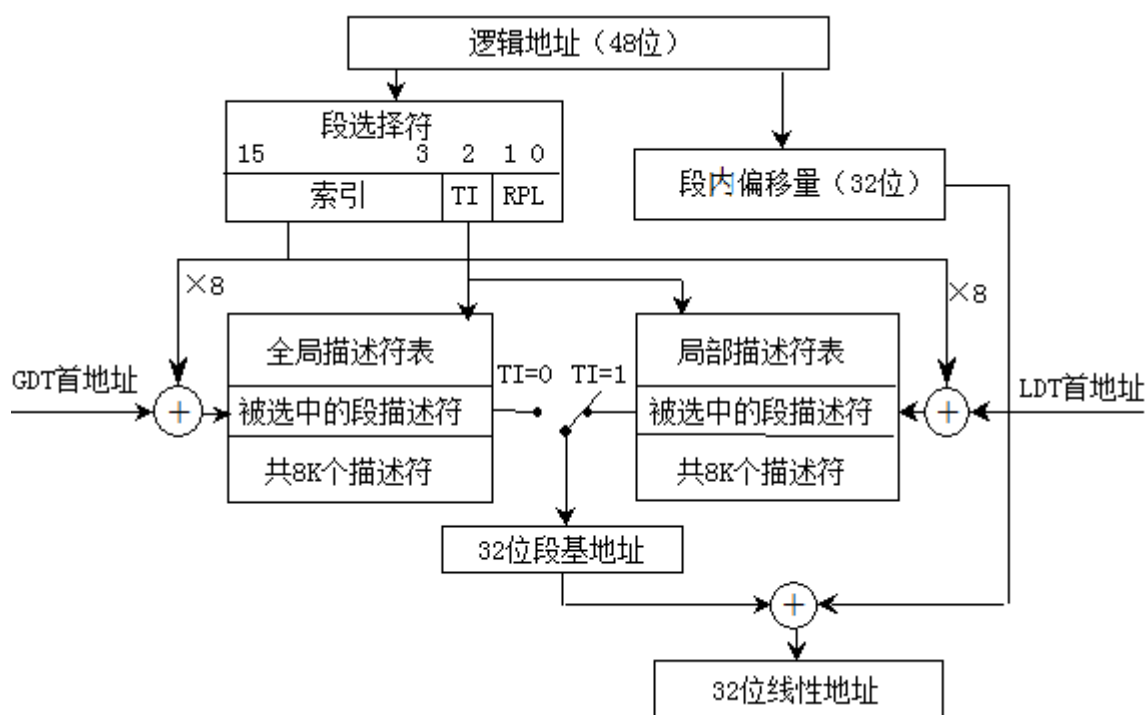 逻辑地址（48位）
段选择符
15 3 2 1 0
索引 TI RPL
段内偏移量（32位）
×8
×8
全局描述符表
局部描述符表
TI=0 TI=1
GDT首地址
被选中的段描述符
被选中的段描述符
LDT首地址
共8K个描述符
共8K个描述符
32位段基地址
+
+
+
32位线性地址